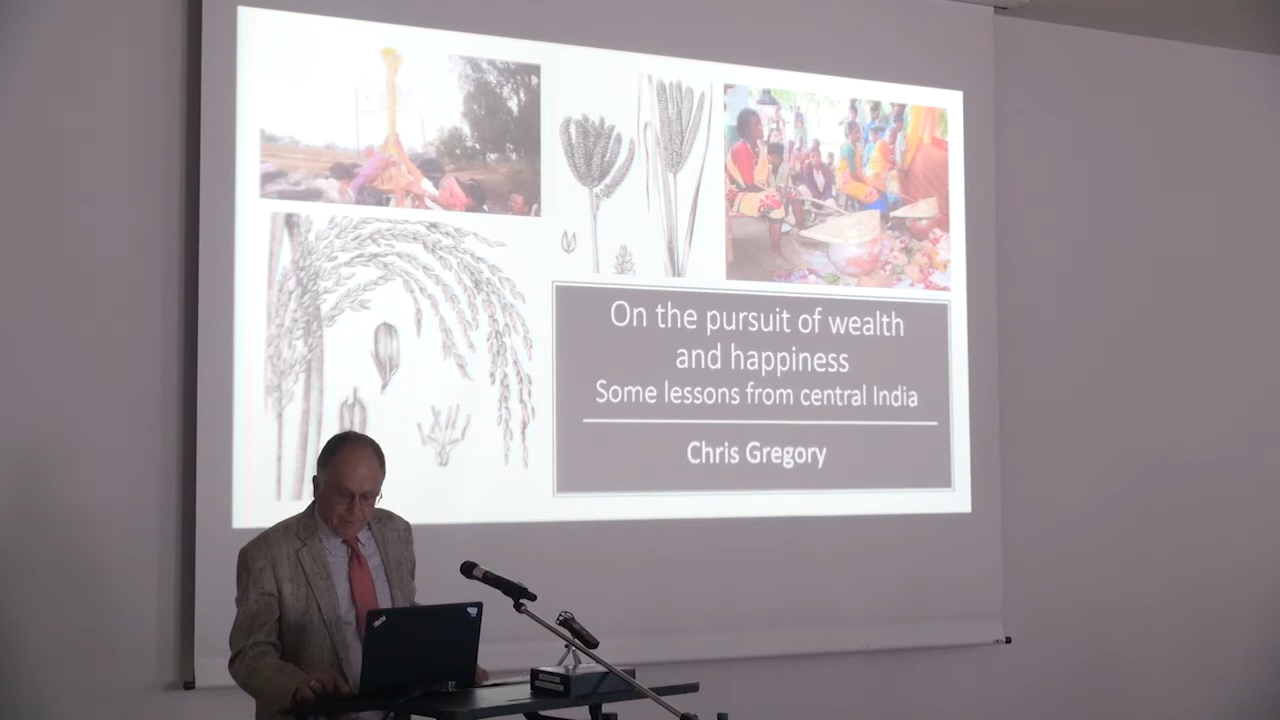 On the pursuit of wealth
and happiness
Some lessons from central India
Chris Gregory